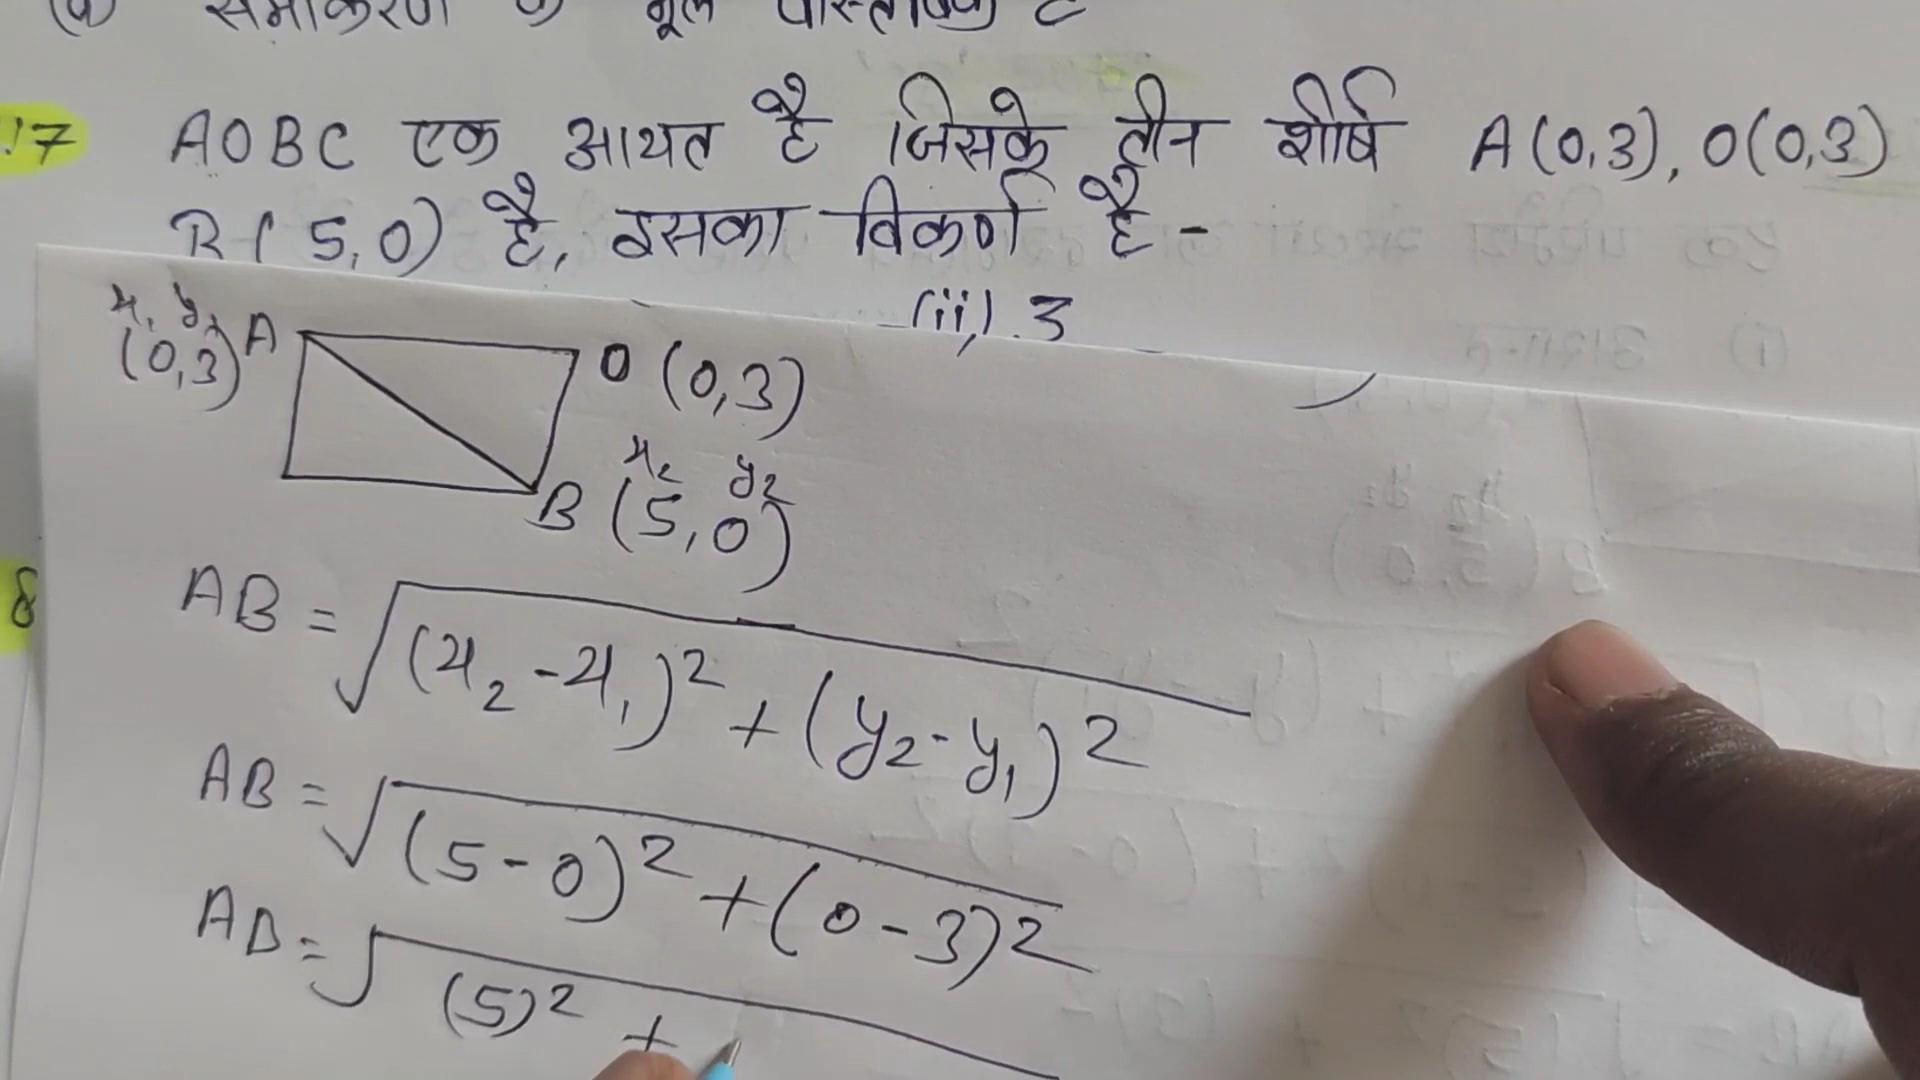 17 AOBC एक आयत है जिसके तीन शीर्ष A(0,3), O(0,3)
B(5,0) है, इसका विकर्ण है -
(ii) 3
x₁ y₁
(0,3) A
O (0,3)
x₂ y₂
B (5,0)
8
AB = √(x₂-x₁)² + (y₂-y₁)²
AB = √(5-0)² + (0-3)²
AB = √(5)² +